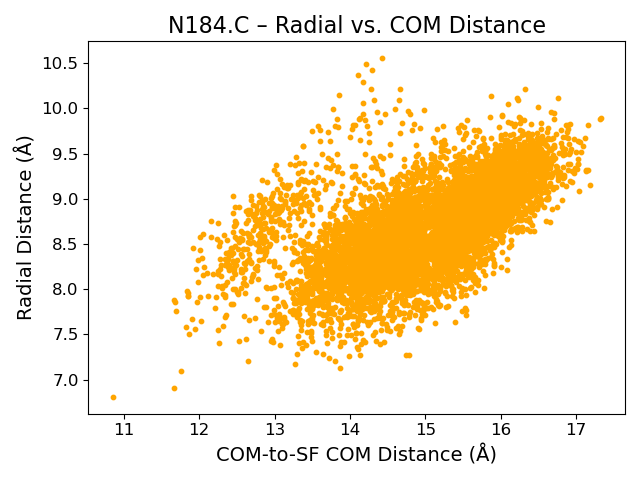 N184.C – Radial vs. COM Distance
Radial Distance (Å)
10.5
10.0
9.5
9.0
8.5
8.0
7.5
7.0
11 12 13 14 15 16 17
COM-to-SF COM Distance (Å)